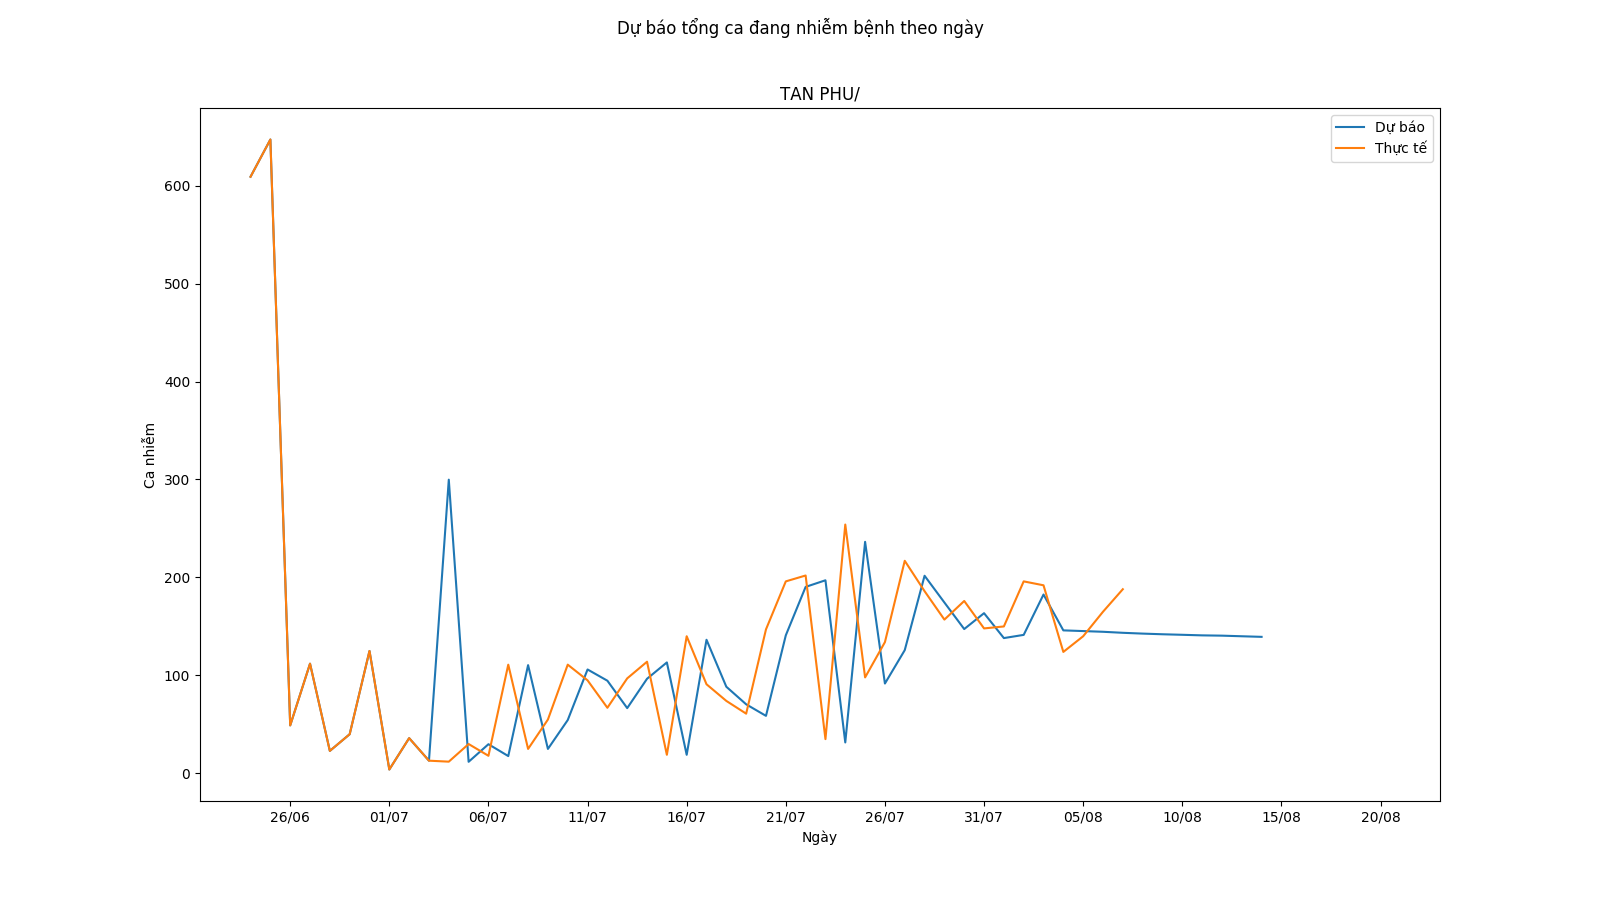 Dự báo tổng ca đang nhiễm bệnh theo ngày
TAN PHU/
Dự báo
Thực tế
600
500
400
300
200
100
0
Ca nhiễm
26/06 01/07 06/07 11/07 16/07 21/07 26/07 31/07 05/08 10/08 15/08 20/08
Ngày